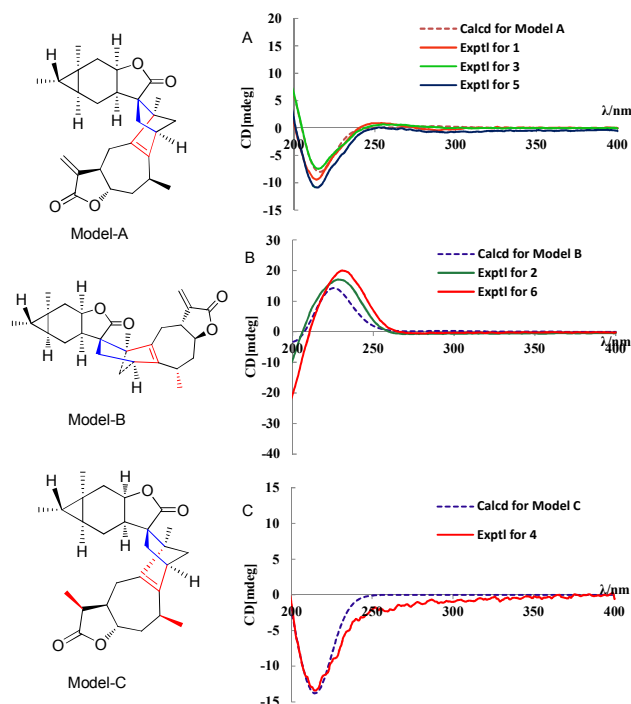 H
H
O
O
H
H
O
O
Model-A
A
20
15
10
5
0
-5
-10
-15
-20
CD[mdeg]
Calcd for Model A
Exptl for 1
Exptl for 3
Exptl for 5
λ/nm
200 250 300 350 400
H
H
O
O
H
H
H
O
O
Model-B
B
40
30
20
10
0
-10
-20
-30
-40
CD[mdeg]
Calcd for Model B
Exptl for 2
Exptl for 6
λ/nm
200 250 300 350 400
H
H
O
O
H
H
O
O
Model-C
C
15
10
5
0
-5
-10
-15
CD[mdeg]
Calcd for Model C
Exptl for 4
λ/nm
200 250 300 350 400